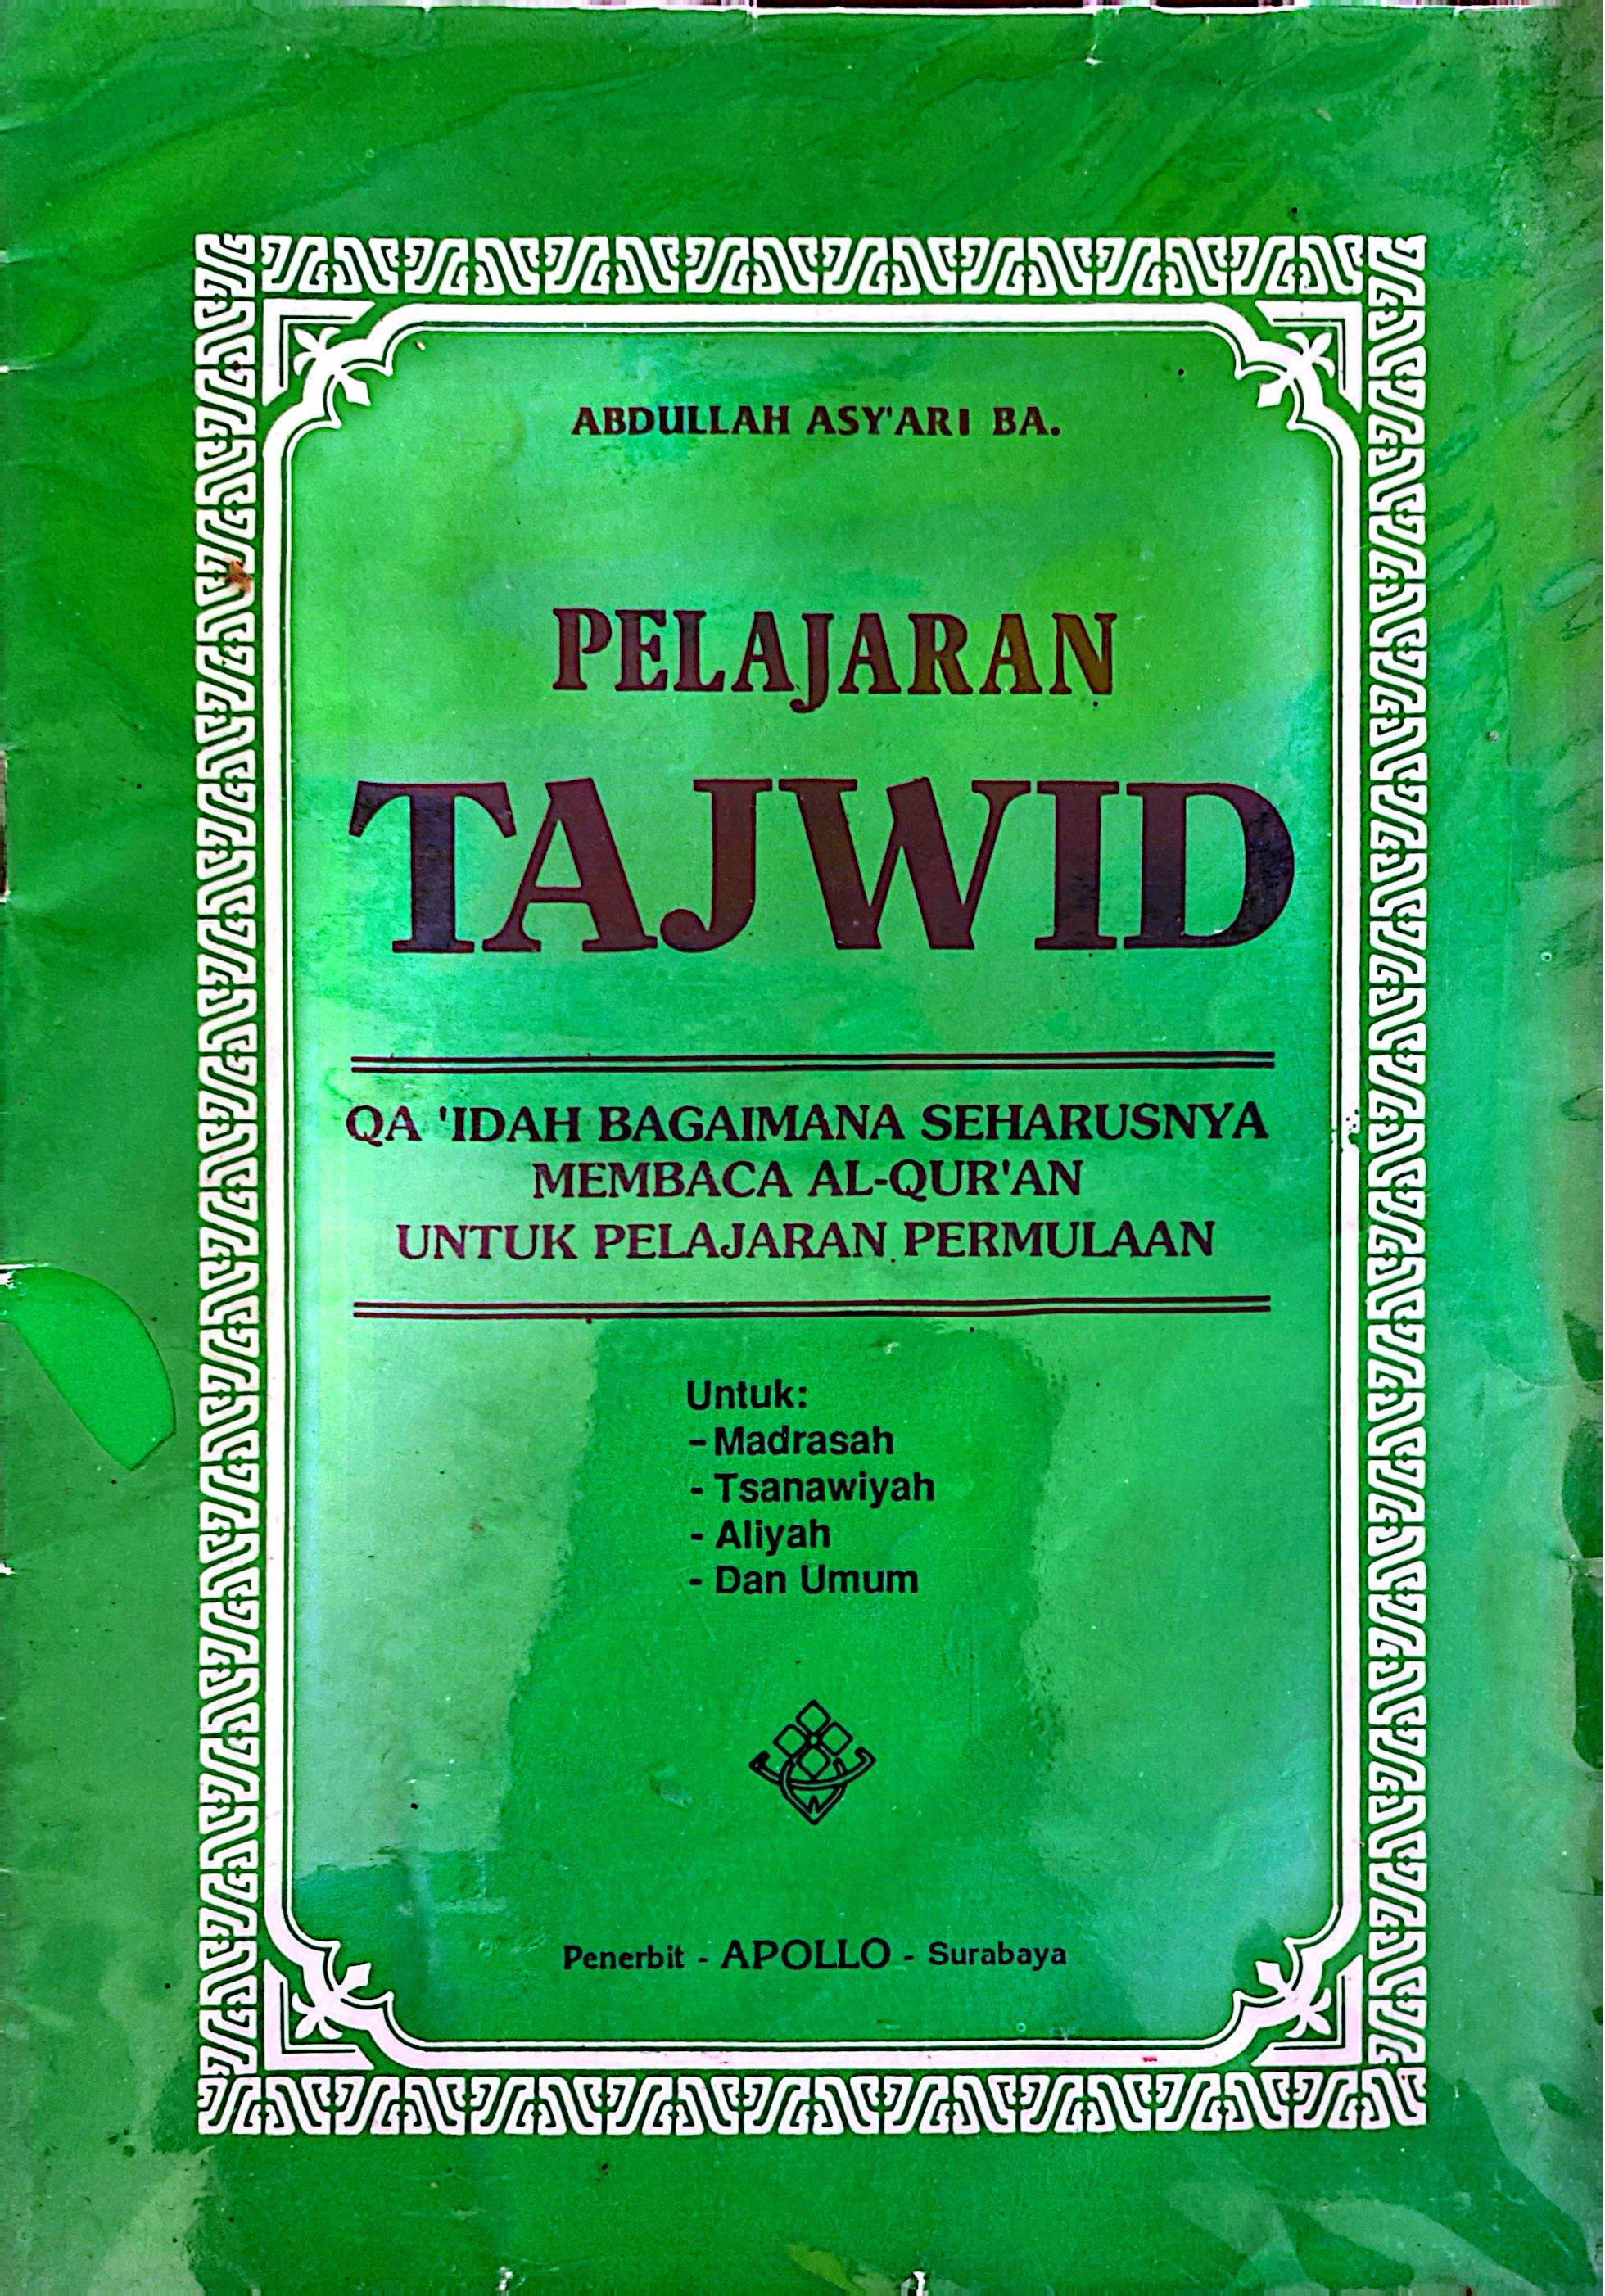 ABDULLAH ASY'ARI BA.
PELAJARAN
TAJWID
QA 'IDAH BAGAIMANA SEHARUSNYA
MEMBACA AL-QUR'AN
UNTUK PELAJARAN PERMULAAN
Untuk:
- Madrasah
- Tsanawiyah
- Aliyah
- Dan Umum
Penerbit - APOLLO - Surabaya